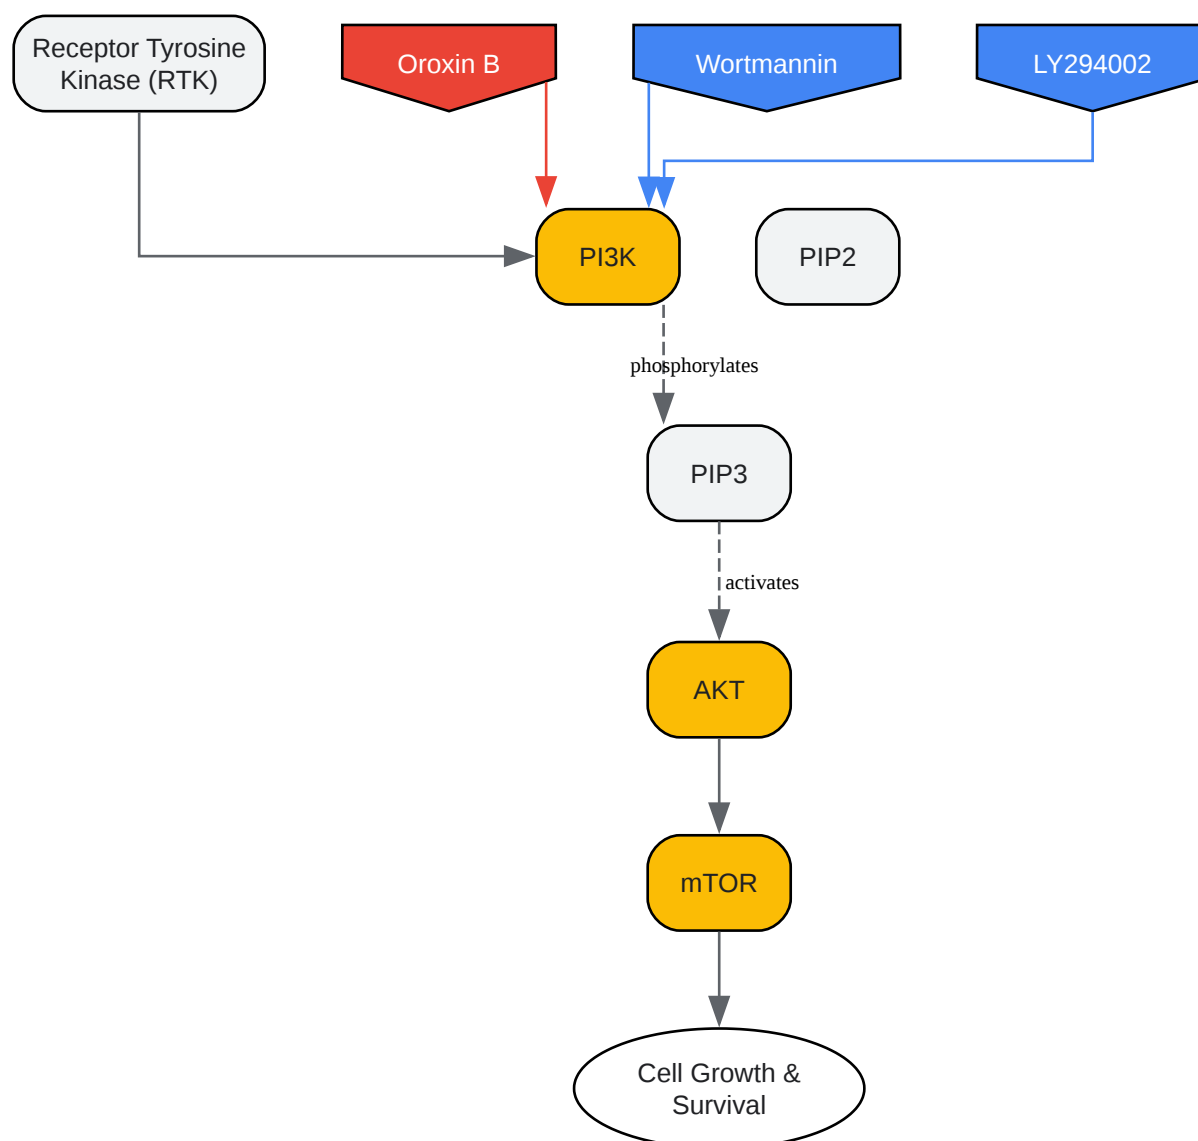 Receptor Tyrosine
Kinase (RTK)
Oroxin B
Wortmannin
LY294002
PI3K
PIP2
phosphorylates
PIP3
activates
AKT
mTOR
Cell Growth &
Survival